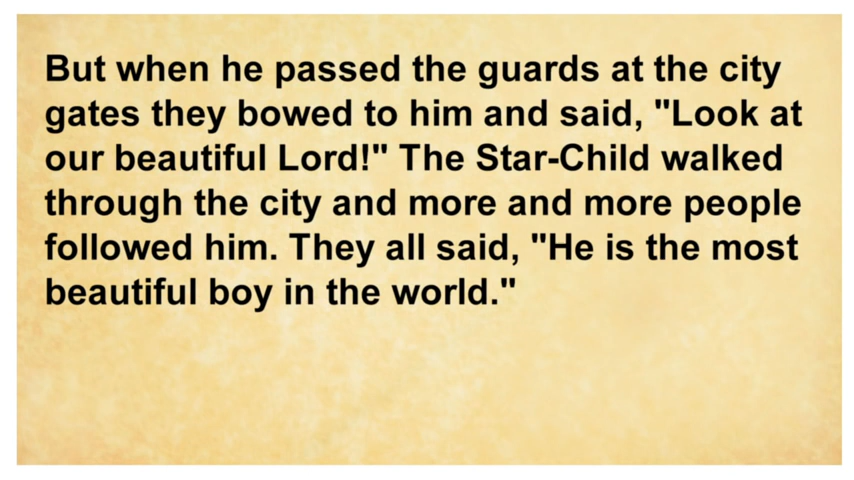 But when he passed the guards at the city
gates they bowed to him and said, "Look at
our beautiful Lord!" The Star-Child walked
through the city and more and more people
followed him. They all said, "He is the most
beautiful boy in the world."